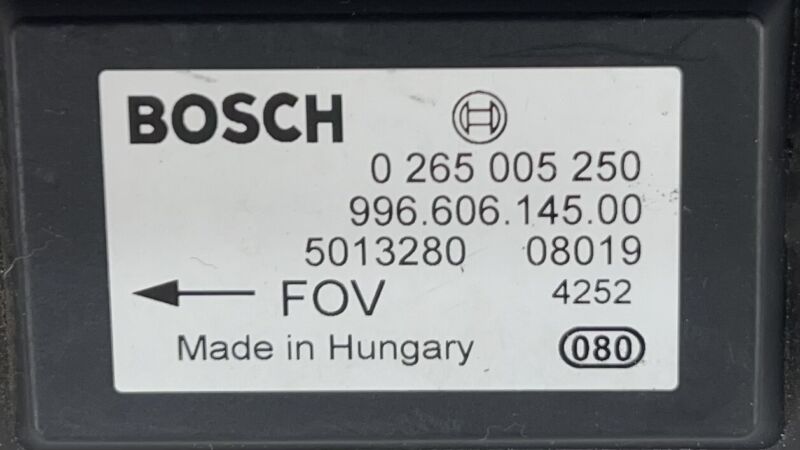 BOSCH
0 265 005 250
996.606.145.00
5013280 08019
FOV 4252
Made in Hungary 080